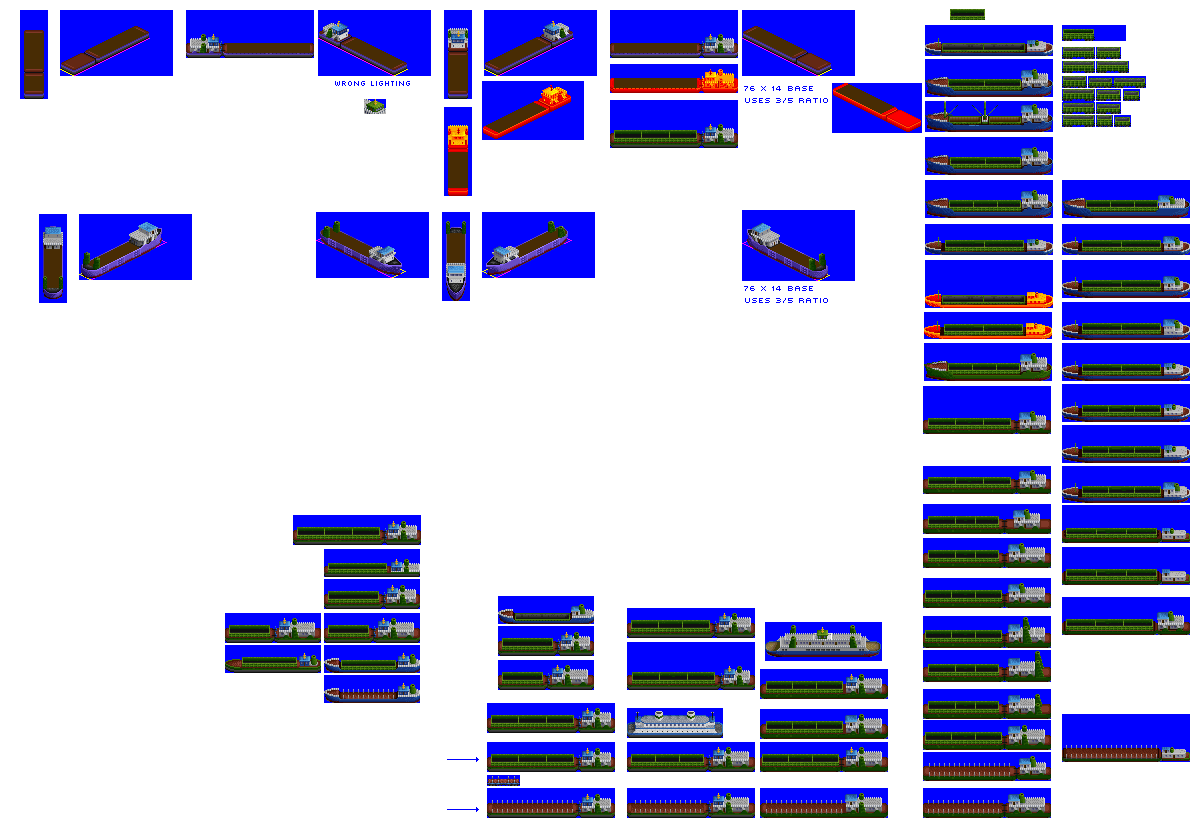 WRONG LIGHTING
76 X 14 BASE
USES 3/5 RATIO
76 X 14 BASE
USES 3/5 RATIO